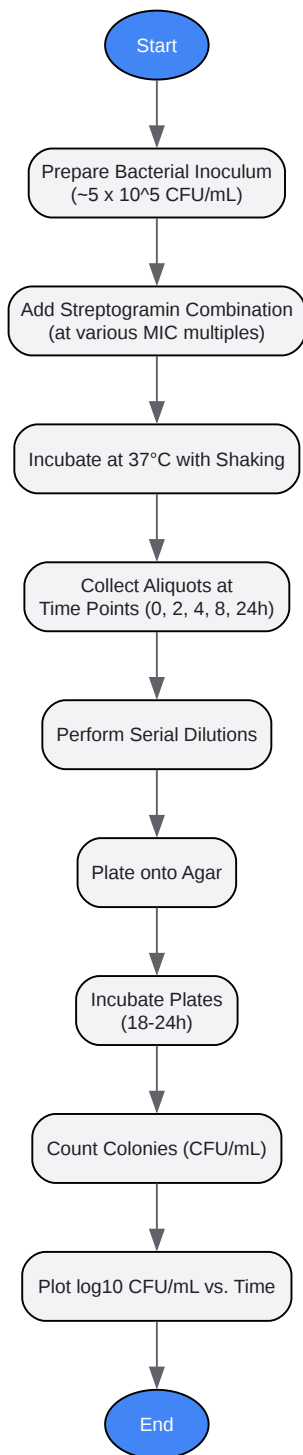 Start
Prepare Bacterial Inoculum
(~5 x 10^5 CFU/mL)
Add Streptogramin Combination
(at various MIC multiples)
Incubate at 37°C with Shaking
Collect Aliquots at
Time Points (0, 2, 4, 8, 24h)
Perform Serial Dilutions
Plate onto Agar
Incubate Plates
(18-24h)
Count Colonies (CFU/mL)
Plot log10 CFU/mL vs. Time
End